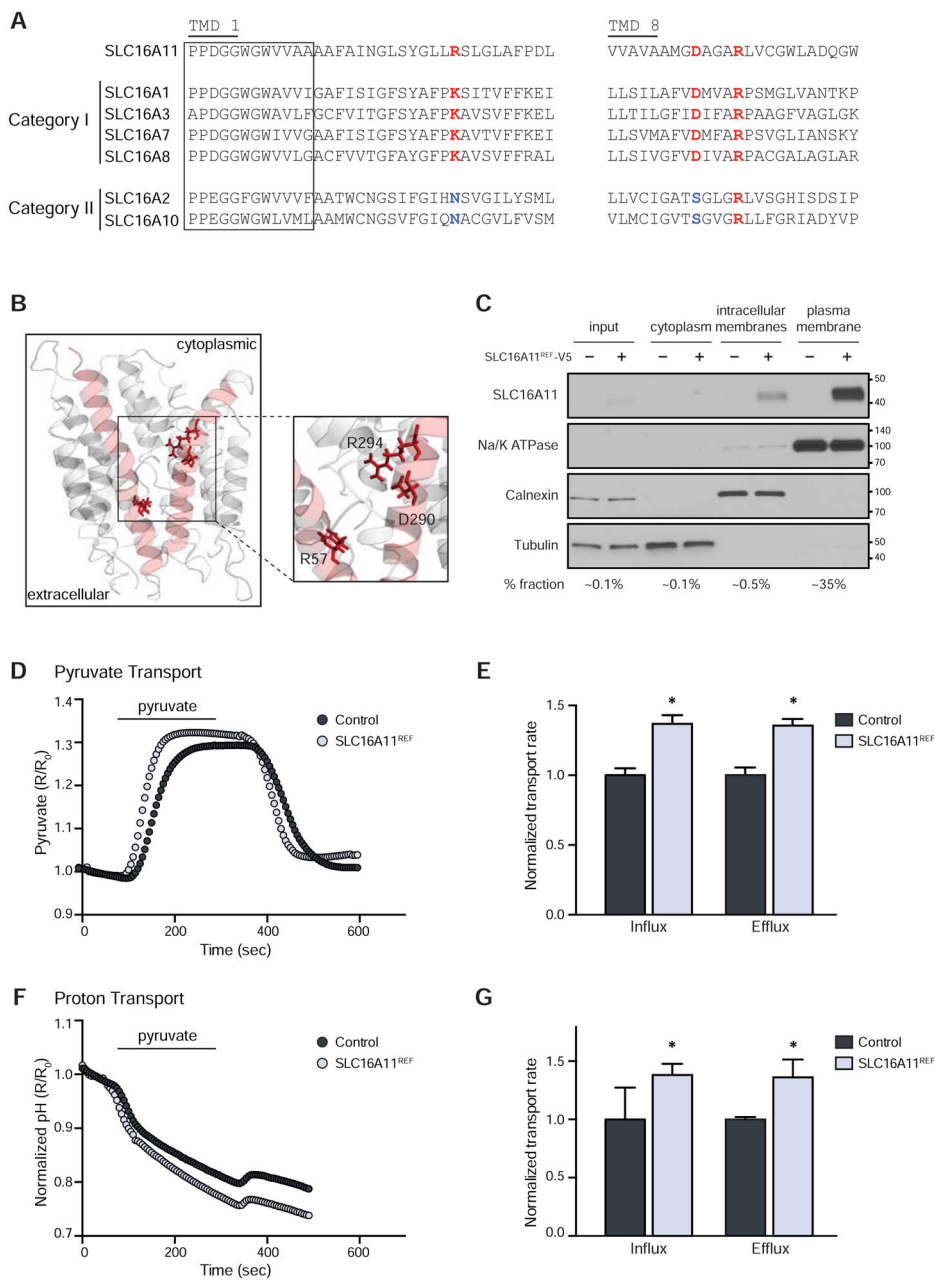 A
TMD 1 TMD 8
SLC16A11 PPDGGWGWVVAAAAFAINGLSYGLLRSLGLAFPDL VVAVAAMGDAGARLVCGWLADQGW
Category I
SLC16A1 PPDGGWGWAVVIGAFISIGFSYAFPKSITVFFKEI LLSILAFVDMVARPSMGLVANTKP
SLC16A3 APDGGWGWAVLFGCFVITGFSYAFPKAVSVFFKEL LLTILGFIDIFARPAAGFVAGLGK
SLC16A7 PPDGGWGWIVVGAAFISIGFSYAFPKAVTVFFKEI LLSVMAFVDMFARPSVGLIANSKY
SLC16A8 PPDGGWGWVVLGACFVVTGFAYGFPKAVSVFFRAL LLSIVGFVDIVARPACGALAGLAR
Category II
SLC16A2 PPEGGFGWVVVFAATWCNGSIFGIHNSVGILYSML LLVCIGATSGLGRLVSGHISDSIP
SLC16A10 PPEGGWGWLVMLAAMWCNGSVFGIQNACGVLFVSM VLMCIGVTSGVGRLLFGRIADYVP
B
cytoplasmic
extracellular
R294
D290
R57
C
input cytoplasm intracellular membranes plasma membrane
SLC16A11REF-V5 − + − + − + − +
SLC16A11 50 40
Na/K ATPase 140 100 70
Calnexin 100 70
Tubulin 50 40
% fraction ~0.1% ~0.1% ~0.5% ~35%
D Pyruvate Transport
pyruvate
Control
SLC16A11REF
Pyruvate (R/R0)
1.4
1.3
1.2
1.1
1.0
0.9
0 200 400 600
Time (sec)
E
Normalized transport rate
1.5
1.0
0.5
0.0
* *
Influx Efflux
Control
SLC16A11REF
F Proton Transport
pyruvate
Control
SLC16A11REF
Normalized pH (R/R0)
1.1
1.0
0.9
0.8
0.7
0 200 400 600
Time (sec)
G
Normalized transport rate
1.5
1.0
0.5
0.0
* *
Influx Efflux
Control
SLC16A11REF